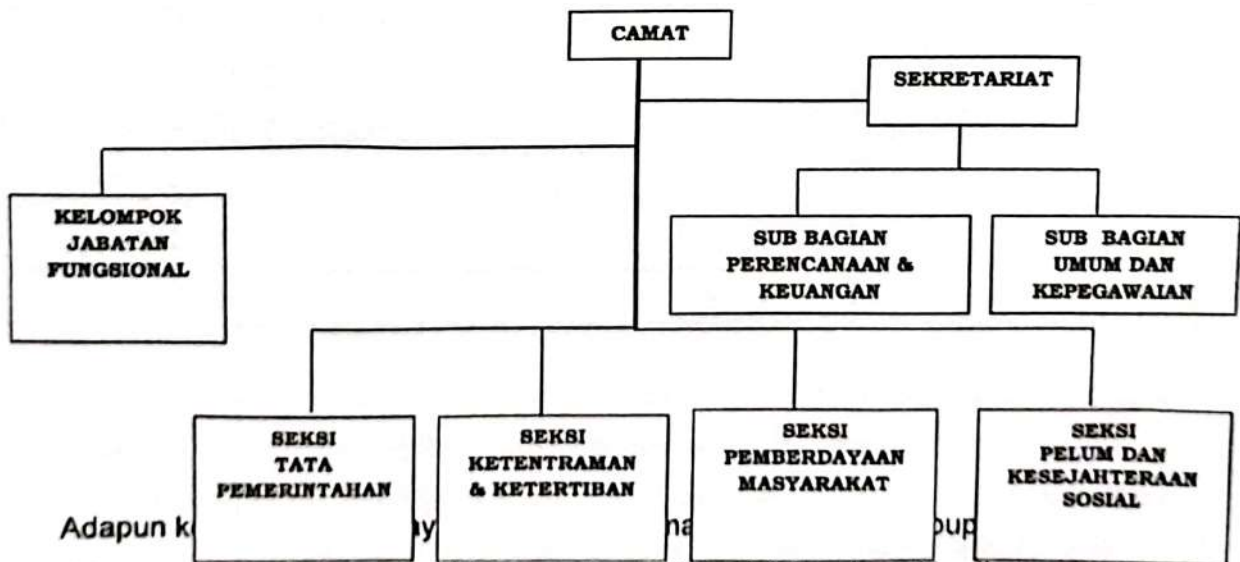 CAMAT
SEKRETARIAT
KELOMPOK
JABATAN
FUNGSIONAL
SUB BAGIAN
PERENCANAAN &
KEUANGAN
SUB BAGIAN
UMUM DAN
KEPEGAWAIAN
SEKSI
TATA
PEMERINTAHAN
SEKSI
KETENTRAMAN
& KETERTIBAN
SEKSI
PEMBERDAYAAN
MASYARAKAT
SEKSI
PELUM DAN
KESEJAHTERAAN
SOSIAL
Adapun